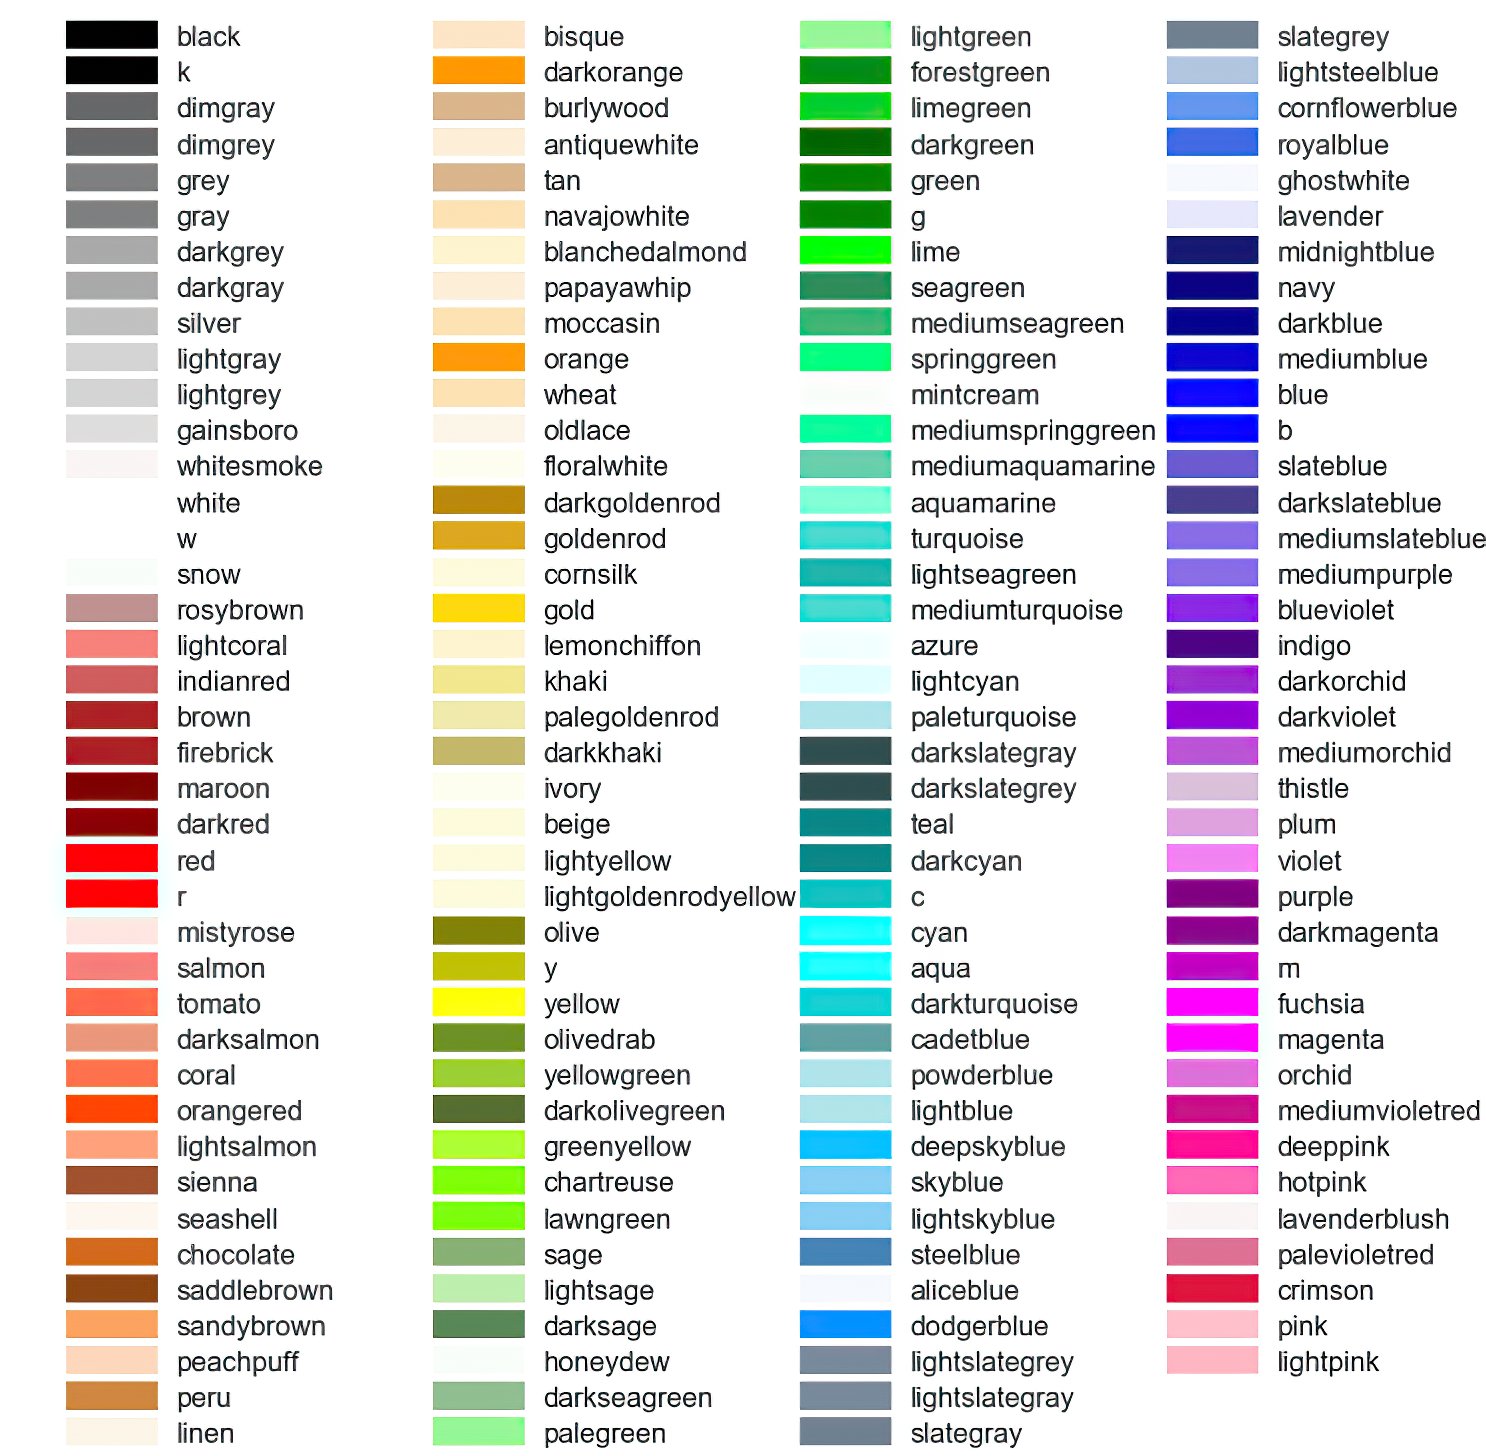 black
k
dimgray
dimgrey
grey
gray
darkgrey
darkgray
silver
lightgray
lightgrey
gainsboro
whitesmoke
white
w
snow
rosybrown
lightcoral
indianred
brown
firebrick
maroon
darkred
red
r
mistyrose
salmon
tomato
darksalmon
coral
orangered
lightsalmon
sienna
seashell
chocolate
saddlebrown
sandybrown
peachpuff
peru
linen
bisque
darkorange
burlywood
antiquewhite
tan
navajowhite
blanchedalmond
papayawhip
moccasin
orange
wheat
oldlace
floralwhite
darkgoldenrod
goldenrod
cornsilk
gold
lemonchiffon
khaki
palegoldenrod
darkkhaki
ivory
beige
lightyellow
lightgoldenrodyellow
olive
y
yellow
olivedrab
yellowgreen
darkolivegreen
greenyellow
chartreuse
lawngreen
sage
lightsage
darksage
honeydew
darkseagreen
palegreen
lightgreen
forestgreen
limegreen
darkgreen
green
g
lime
seagreen
mediumseagreen
springgreen
mintcream
mediumspringgreen
mediumaquamarine
aquamarine
turquoise
lightseagreen
mediumturquoise
azure
lightcyan
paleturquoise
darkslategray
darkslategrey
teal
darkcyan
c
cyan
aqua
darkturquoise
cadetblue
powderblue
lightblue
deepskyblue
skyblue
lightskyblue
steelblue
aliceblue
dodgerblue
lightslategrey
lightslategray
slategray
slategrey
lightsteelblue
cornflowerblue
royalblue
ghostwhite
lavender
midnightblue
navy
darkblue
mediumblue
blue
b
slateblue
darkslateblue
mediumslateblue
mediumpurple
blueviolet
indigo
darkorchid
darkviolet
mediumorchid
thistle
plum
violet
purple
darkmagenta
m
fuchsia
magenta
orchid
mediumvioletred
deeppink
hotpink
lavenderblush
palevioletred
crimson
pink
lightpink